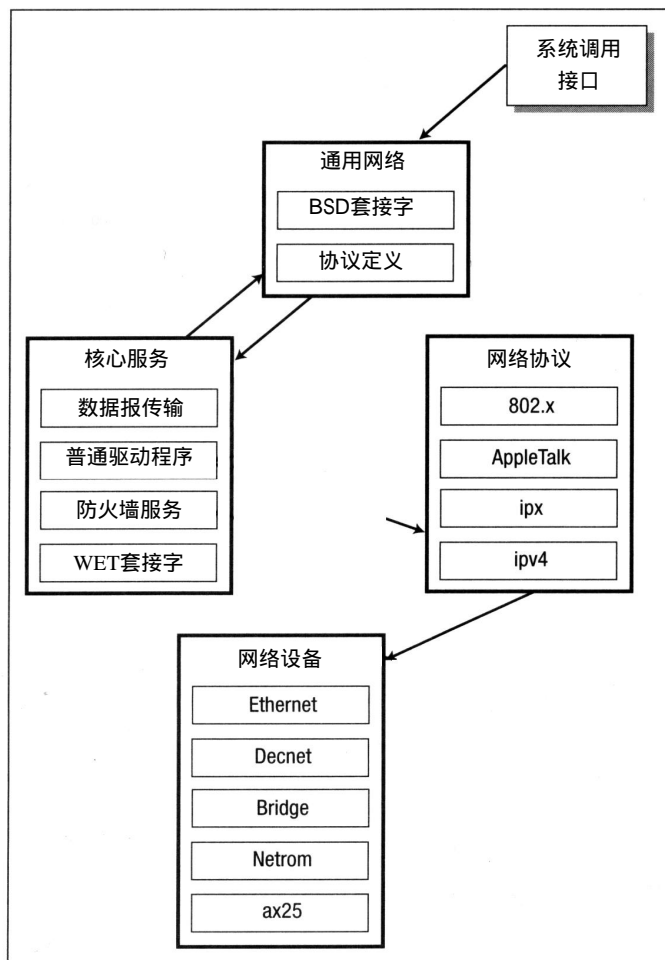 系统调用
接口
通用网络
BSD套接字
协议定义
核心服务
数据报传输
普通驱动程序
防火墙服务
WET套接字
网络协议
802.x
AppleTalk
ipx
ipv4
网络设备
Ethernet
Decnet
Bridge
Netrom
ax25